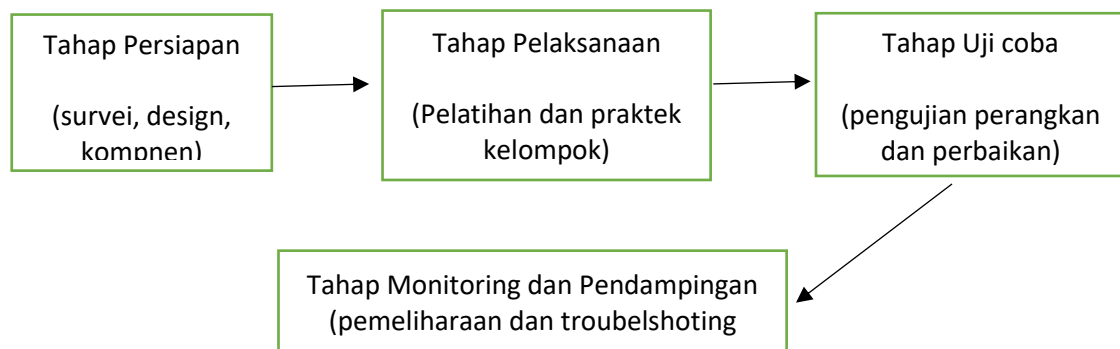 Tahap Persiapan
(survei, design,
kompnen)
Tahap Pelaksanaan
(Pelatihan dan praktek
kelompok)
Tahap Uji coba
(pengujian perangkan
dan perbaikan)
Tahap Monitoring dan Pendampingan
(pemeliharaan dan troubelshoting